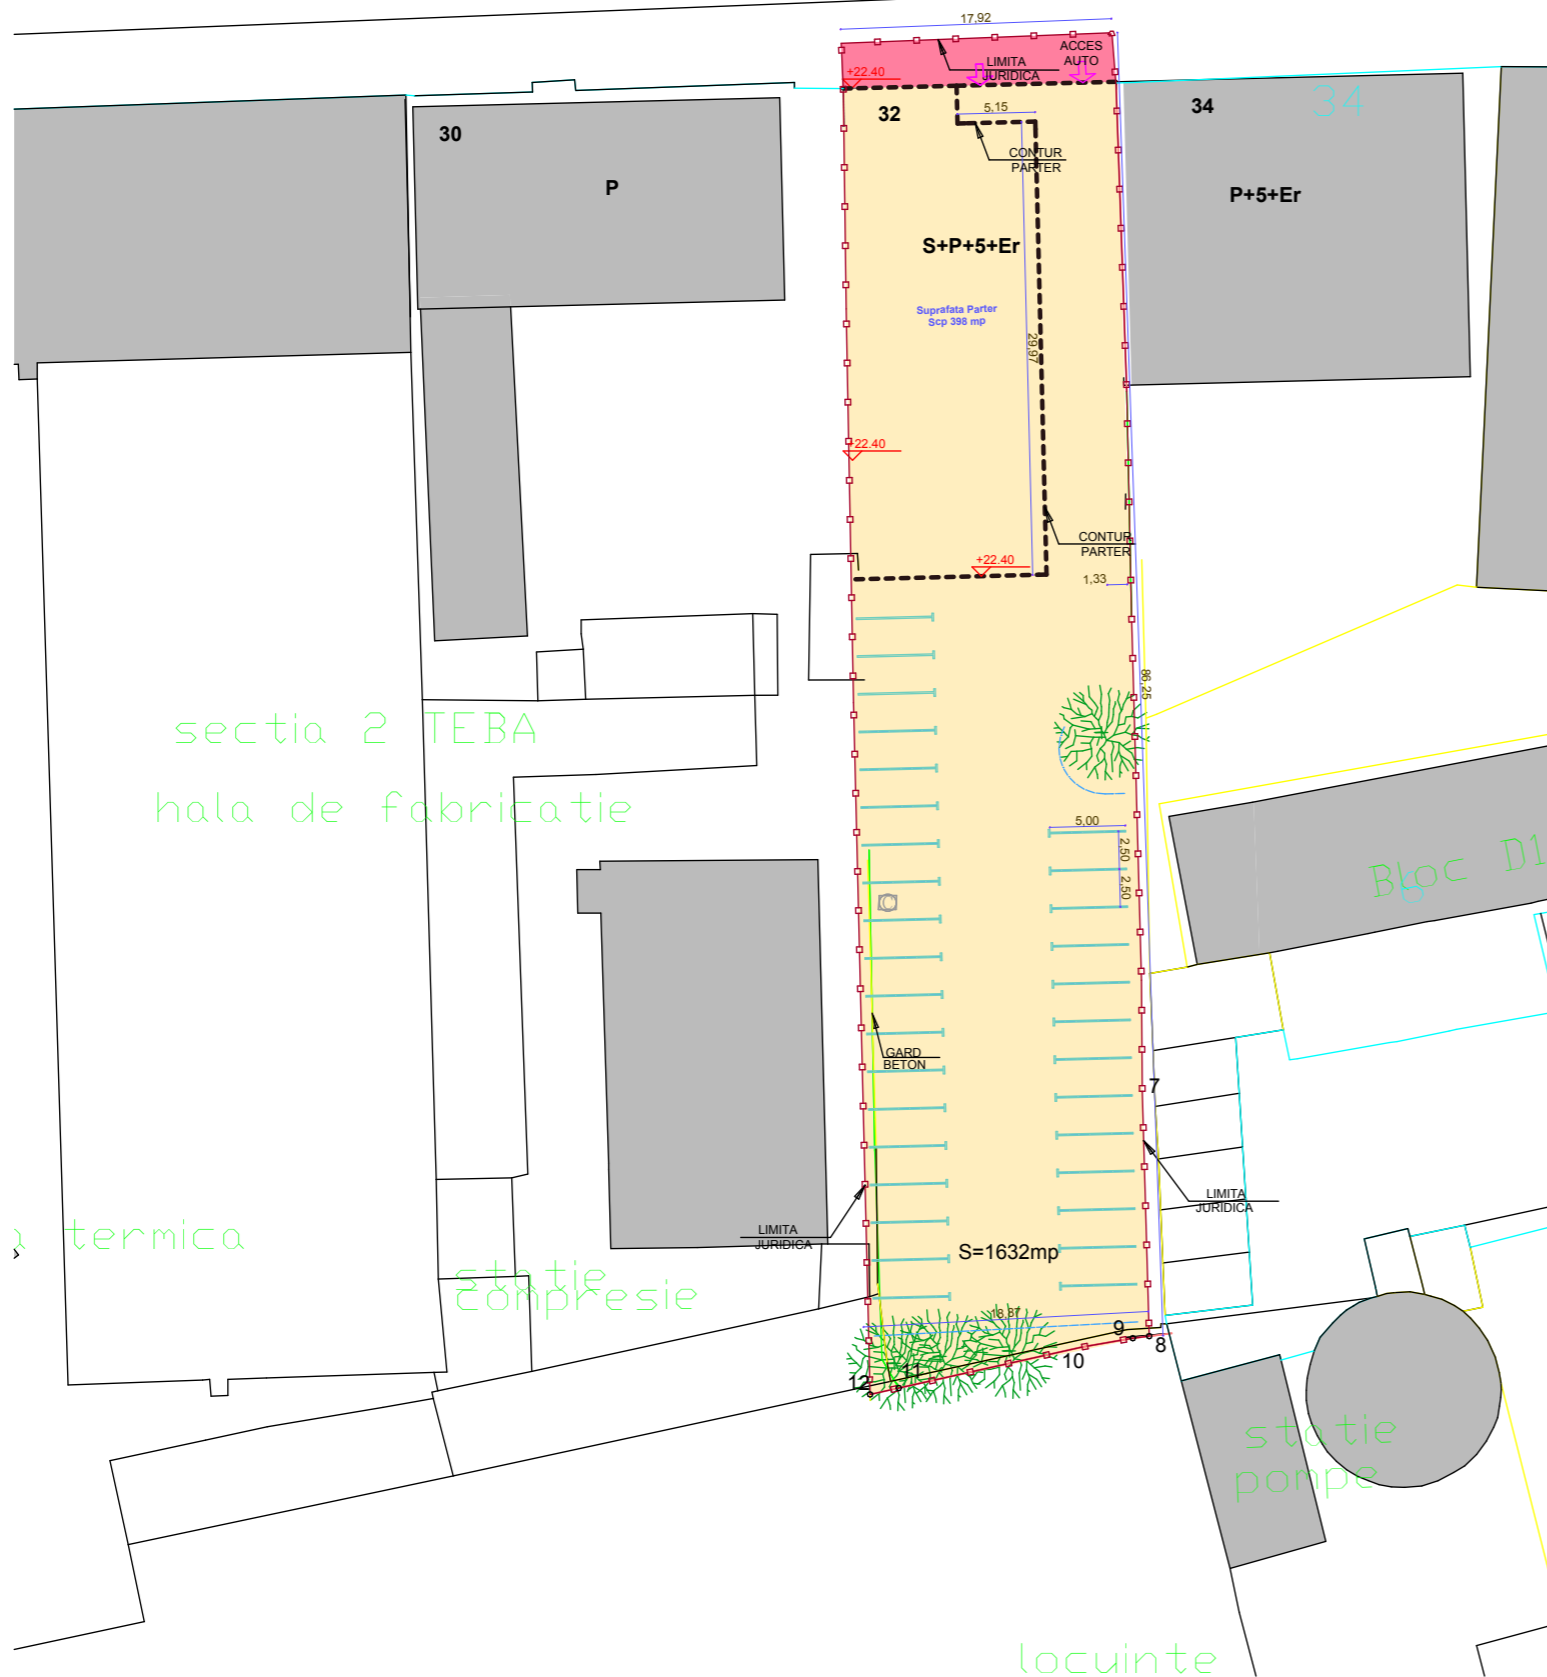 17,92
ACCES
AUTO
LIMITA
JURIDICA
+22.40
32
5,15
34
34
30
P
CONTUR
PARTER
P+5+Er
S+P+5+Er
Suprafata Parter
Scp 398 mp
29,97
+22.40
CONTUR
PARTER
+22.40
1,33
86,25
sectia 2 TEBA
hala de fabricatie
5,00
2,50
2,50
Bloc D1
GARD
BETON
7
LIMITA
JURIDICA
LIMITA
JURIDICA
termica
S=1632mp
statie
compresie
18,87
9
8
10
11
12
statie
pompe
locuinte